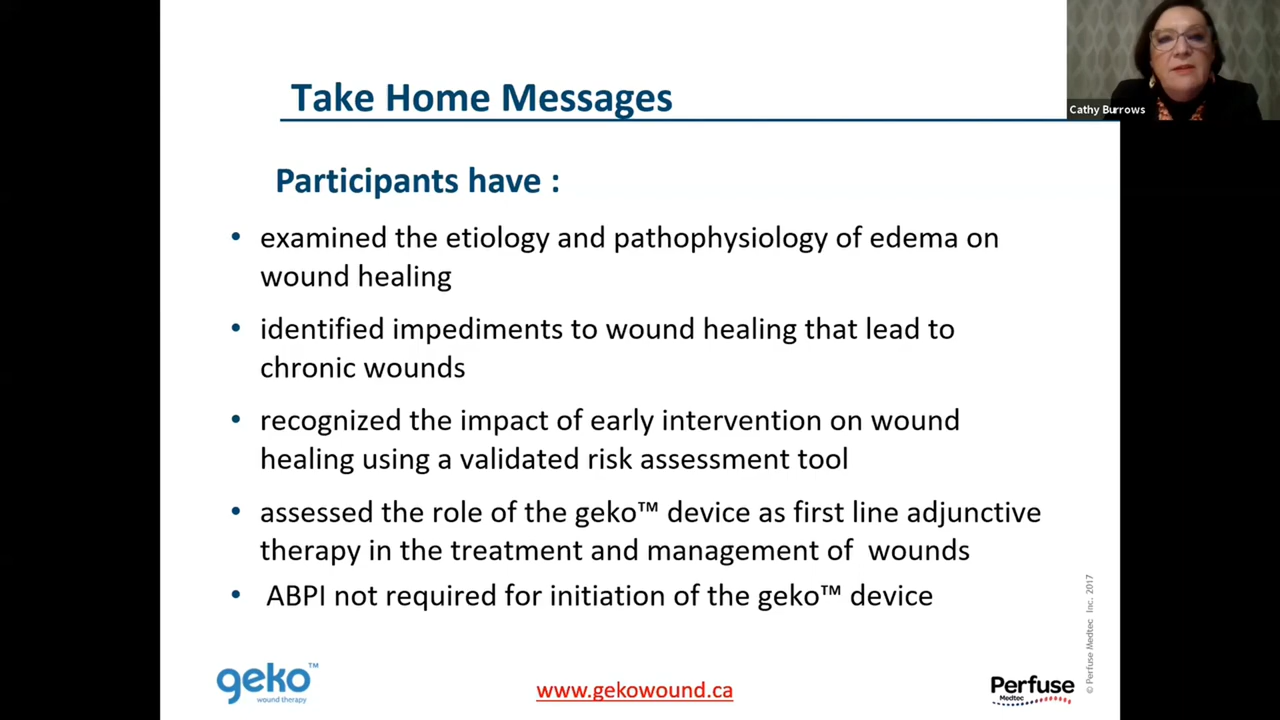 Take Home Messages
Cathy Burrows
Participants have :
• examined the etiology and pathophysiology of edema on
wound healing
• identified impediments to wound healing that lead to
chronic wounds
• recognized the impact of early intervention on wound
healing using a validated risk assessment tool
• assessed the role of the geko™ device as first line adjunctive
therapy in the treatment and management of wounds
• ABPI not required for initiation of the geko™ device
© Perfuse Medtec Inc. 2017
geko™
wound therapy
www.gekowound.ca
Perfuse
Medtec